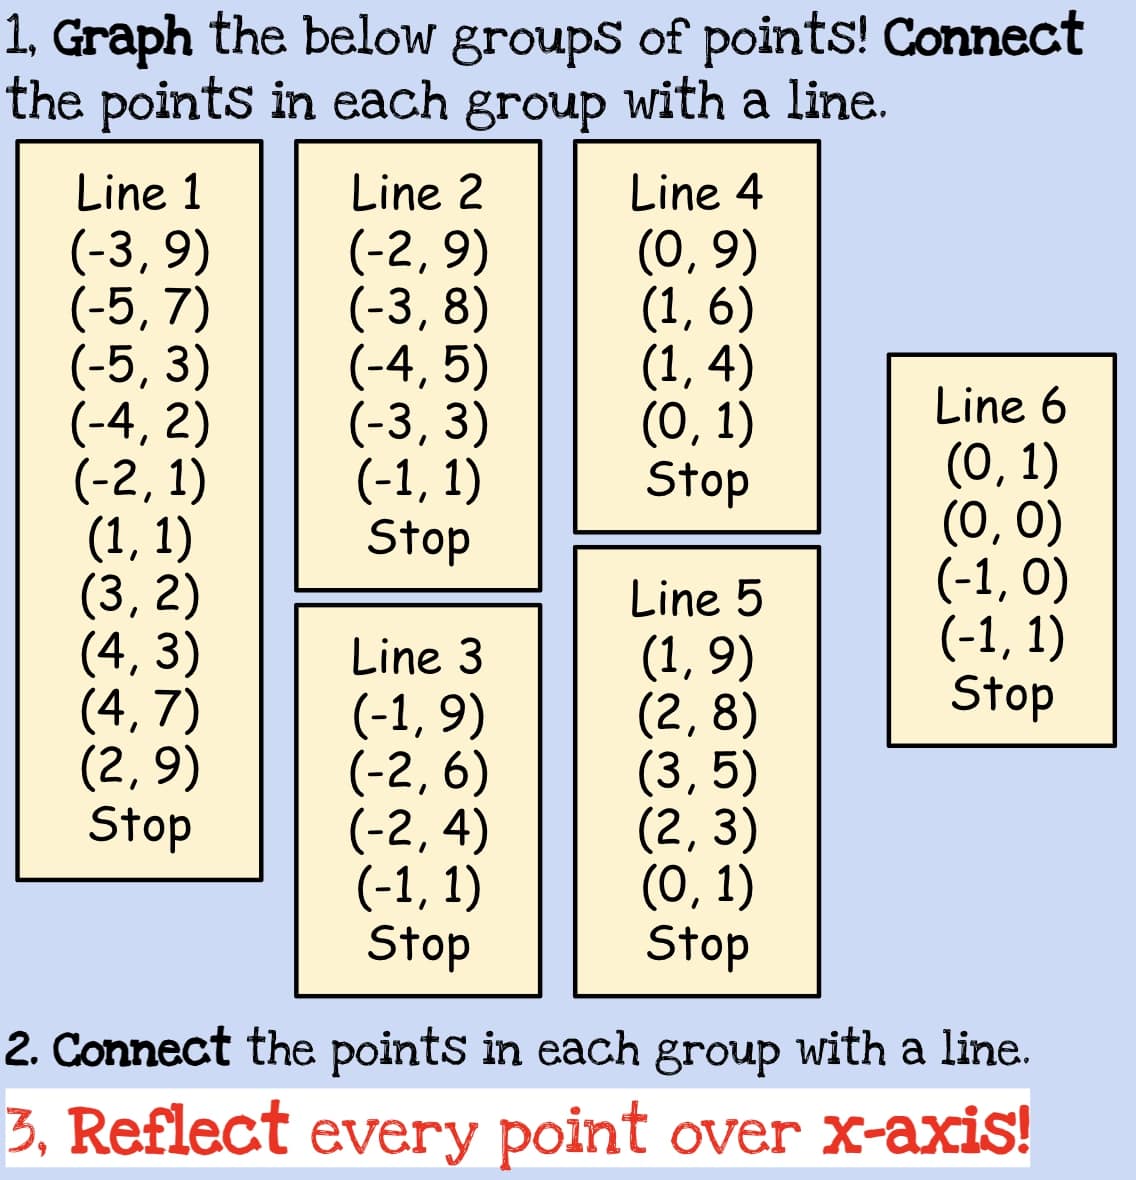 1, Graph the below groups of points! Connect
the points in each group with a line.
Line 1
(-3, 9)
(-5, 7)
(-5, 3)
(-4, 2)
(-2, 1)
(1, 1)
(3, 2)
(4, 3)
(4, 7)
(2, 9)
Stop
Line 2
(-2, 9)
(-3, 8)
(-4, 5)
(-3, 3)
(-1, 1)
Stop
Line 3
(-1, 9)
(-2, 6)
(-2, 4)
(-1, 1)
Stop
Line 4
(0, 9)
(1, 6)
(1, 4)
(0, 1)
Stop
Line 5
(1, 9)
(2, 8)
(3, 5)
(2, 3)
(0, 1)
Stop
Line 6
(0, 1)
(0, 0)
(-1, 0)
(-1, 1)
Stop
2. Connect the points in each group with a line.
3, Reflect every point over x-axis!